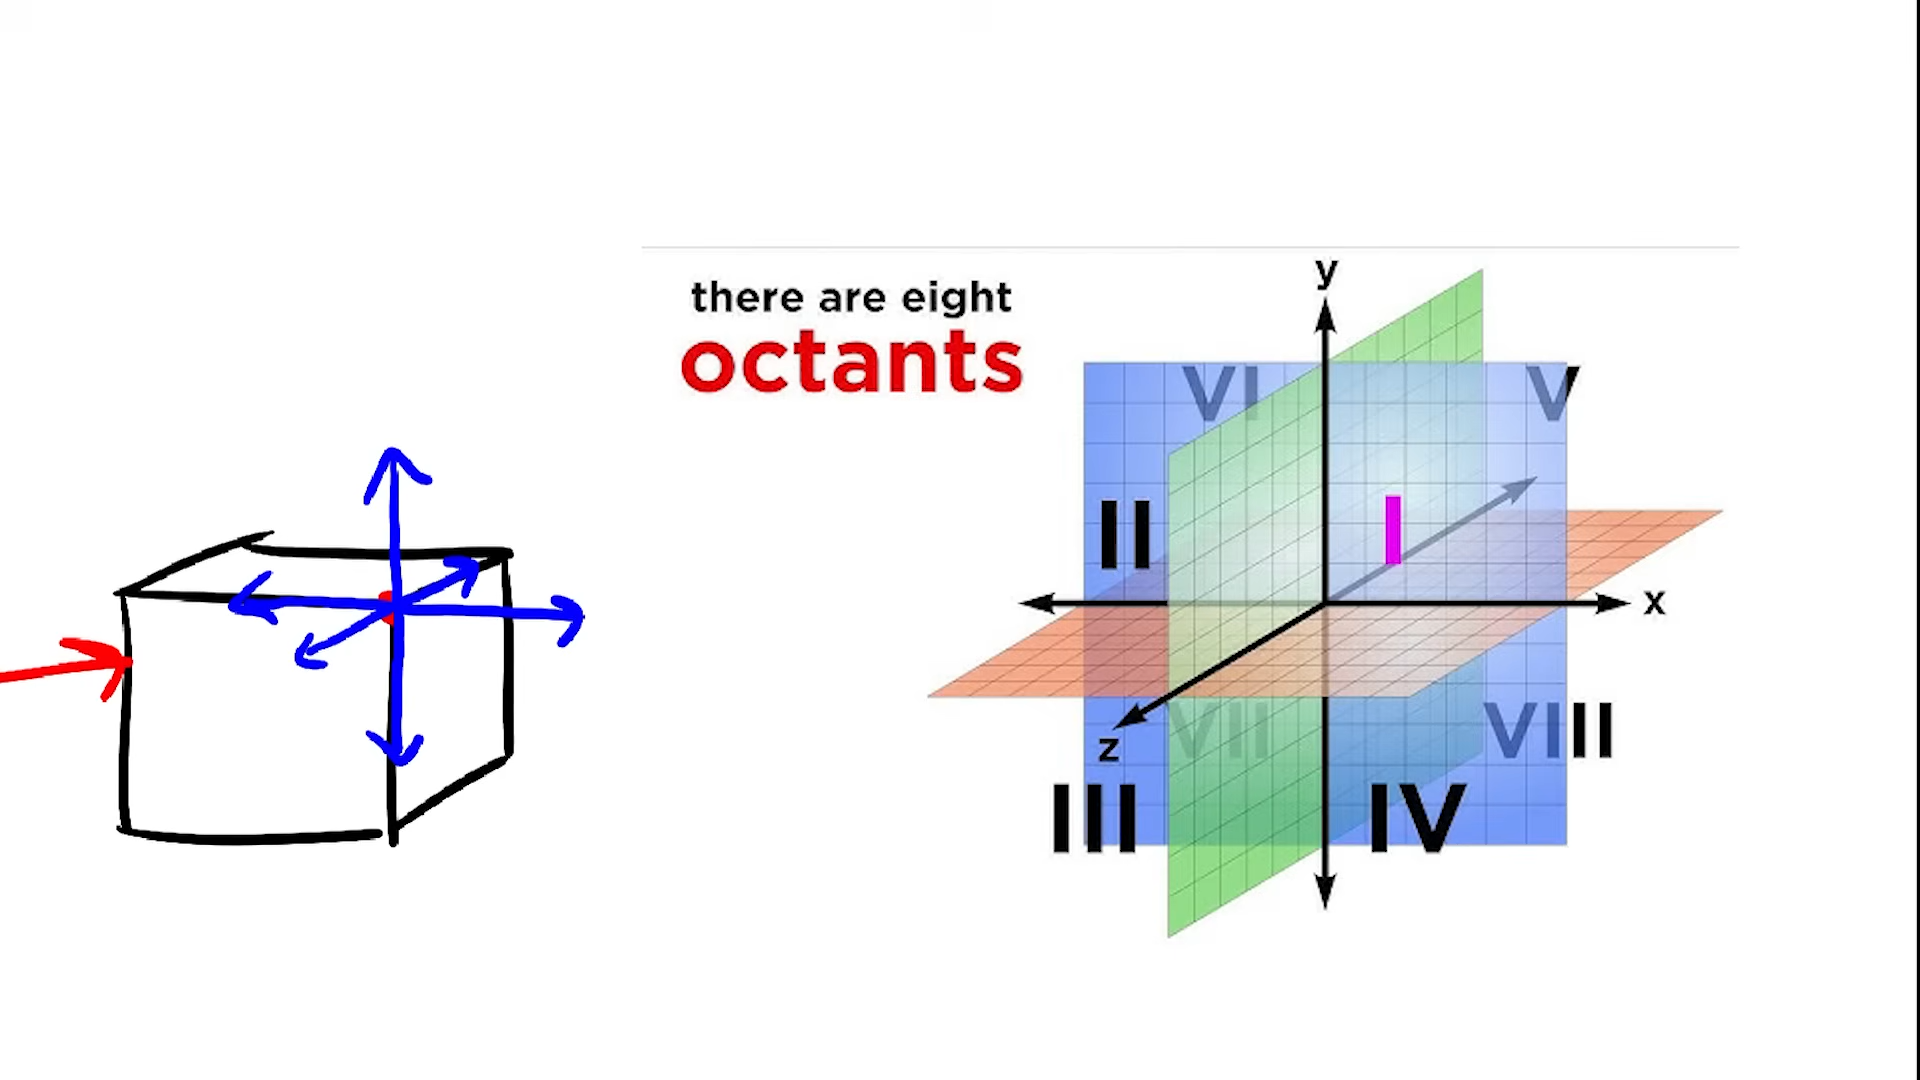 there are eight
octants
y
VI
V
II
I
x
z
VII
VIII
III
IV